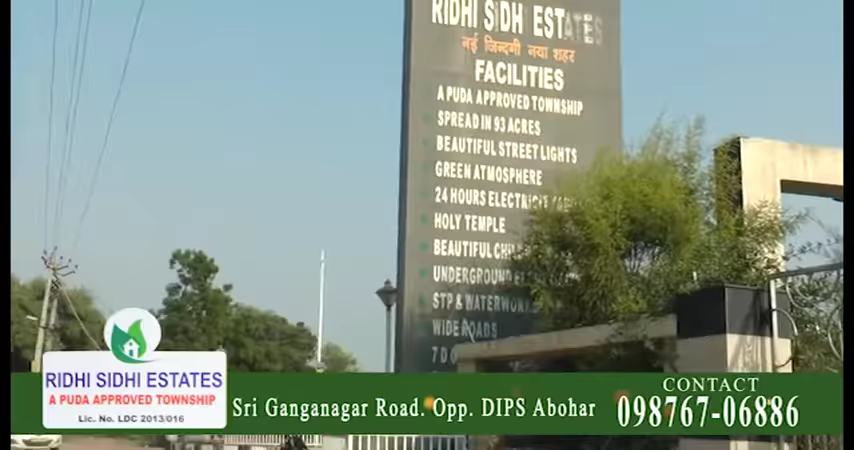 RIDHI SIDHI ESTATES
नई जिन्दगी नया शहर
FACILITIES
A PUDA APPROVED TOWNSHIP
SPREAD IN 93 ACRES
BEAUTIFUL STREET LIGHTS
GREEN ATMOSPHERE
24 HOURS
HOLY TEMPLE
BEAUTIFUL
UNDERGROUND
STP & WATERWORKS
WIDE ROADS
7
RIDHI SIDHI ESTATES
A PUDA APPROVED TOWNSHIP
Lic. No. LDC 2013/016
Sri Ganganagar Road. Opp. DIPS Abohar
CONTACT
098767-06886